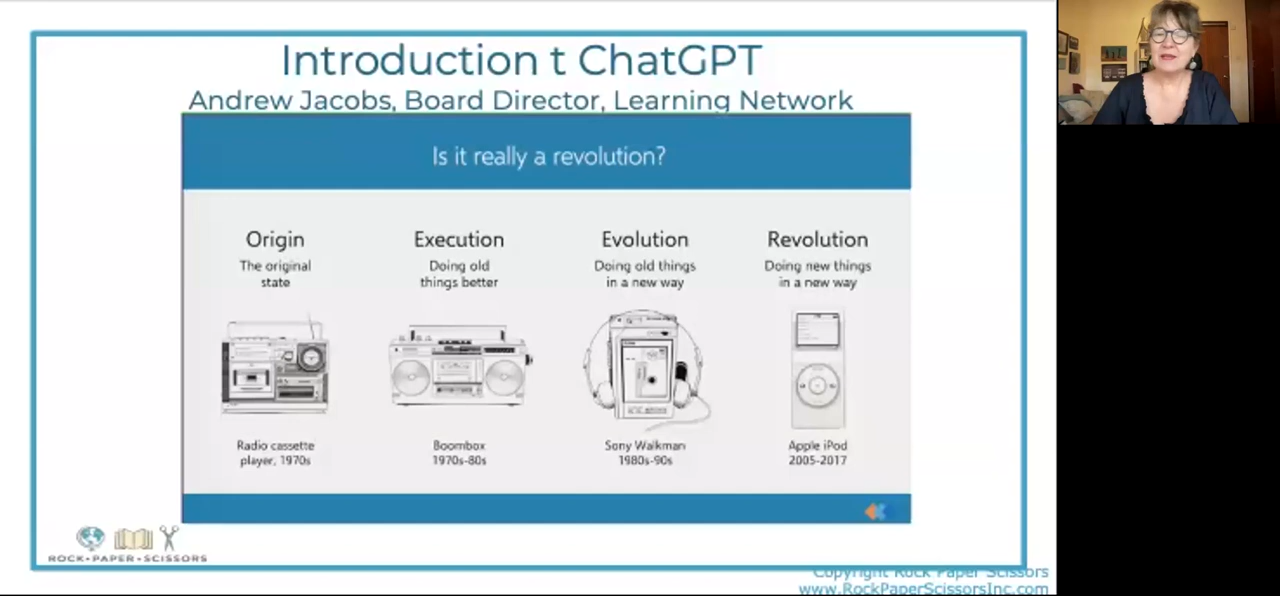 Introduction t ChatGPT
Andrew Jacobs, Board Director, Learning Network
Is it really a revolution?
Origin
The original
state
Execution
Doing old
things better
Evolution
Doing old things
in a new way
Revolution
Doing new things
in a new way
Radio cassette
player, 1970s
Boombox
1970s-80s
Sony Walkman
1980s-90s
Apple iPod
2005-2017
ROCK•PAPER•SCISSORS
Copyright Rock Paper Scissors
www.RockPaperScissorsInc.com